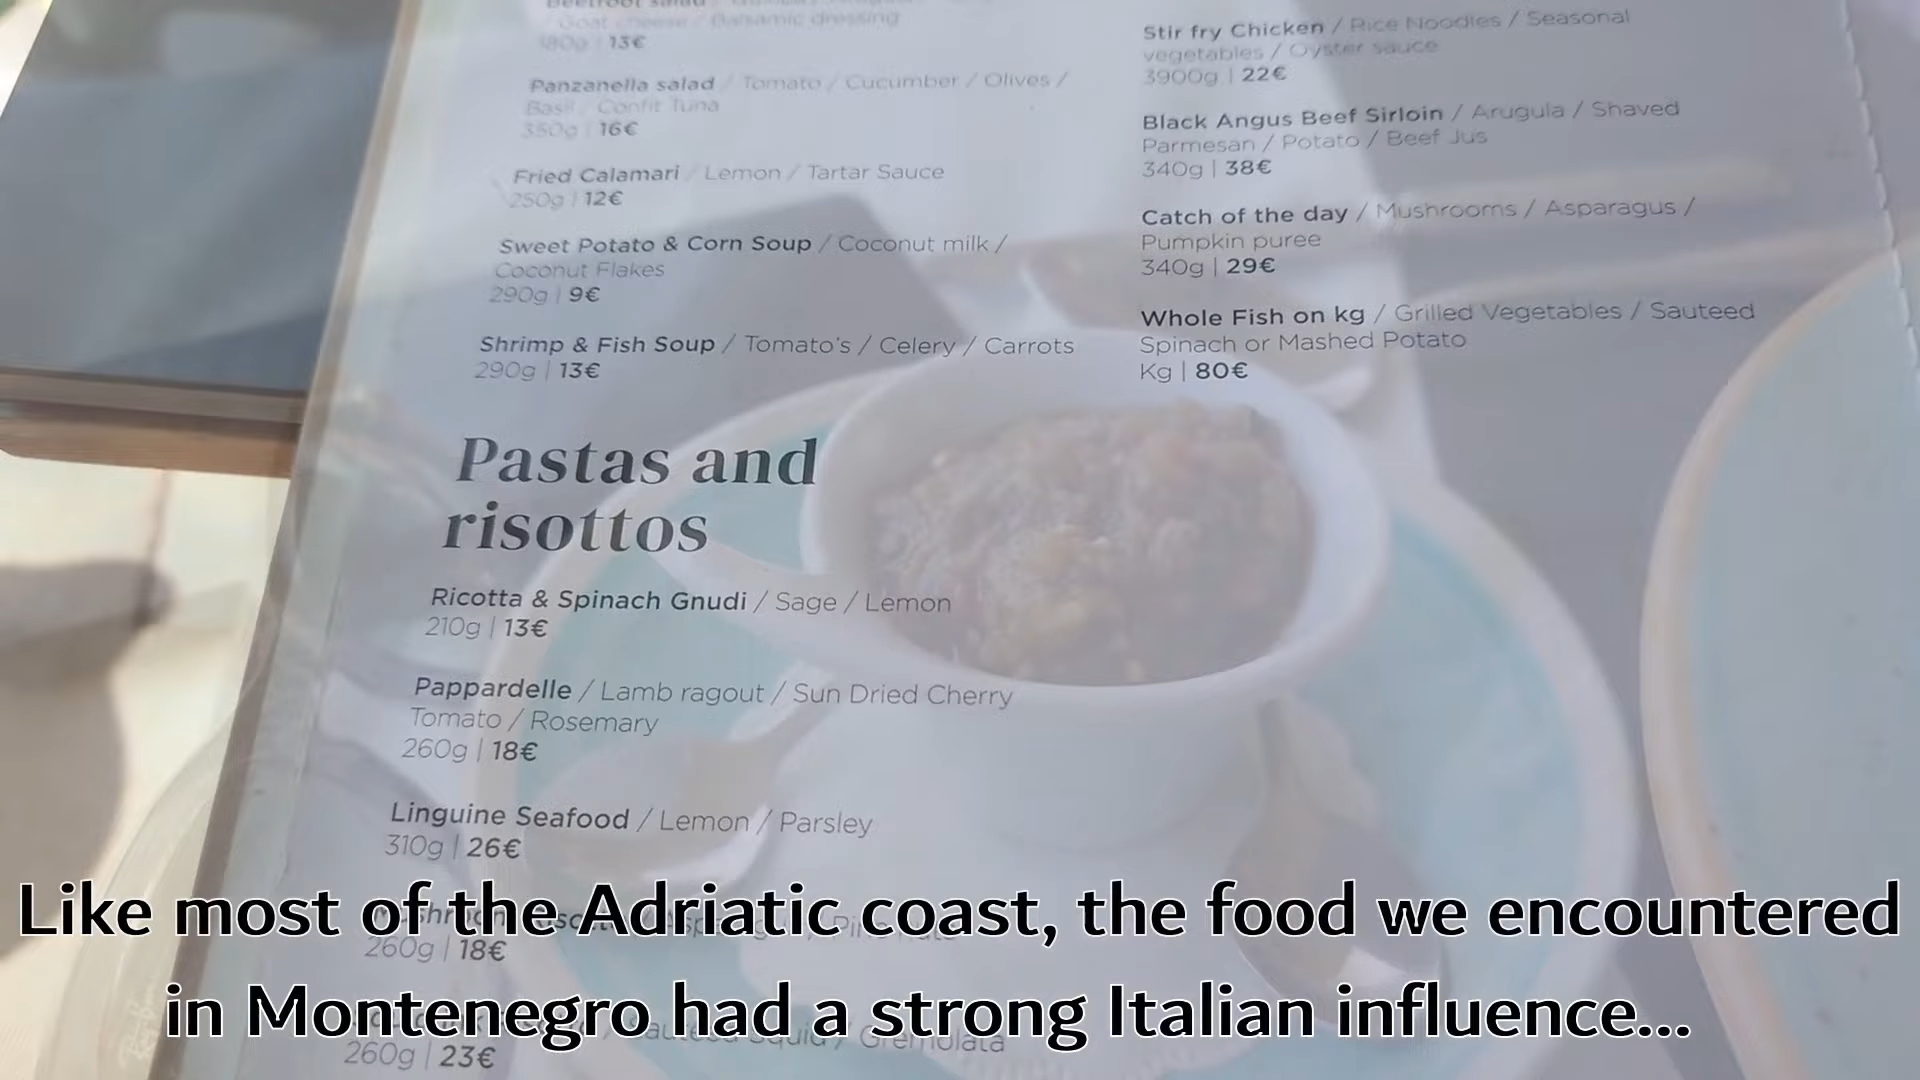 Beetroot salad /
Goat cheese / Balsamic dressing
180g | 13€
Panzanella salad / Tomato / Cucumber / Olives /
Basil / Confit Tuna
350g | 16€
Fried Calamari / Lemon / Tartar Sauce
250g | 12€
Sweet Potato & Corn Soup / Coconut milk /
Coconut Flakes
290g | 9€
Shrimp & Fish Soup / Tomato's / Celery / Carrots
290g | 13€
Pastas and
risottos
Ricotta & Spinach Gnudi / Sage / Lemon
210g | 13€
Pappardelle / Lamb ragout / Sun Dried Cherry
Tomato / Rosemary
260g | 18€
Linguine Seafood / Lemon / Parsley
310g | 26€
260g | 18€
Squid / Gremolata
260g | 23€
Stir fry Chicken / Rice Noodles / Seasonal
vegetables / Oyster sauce
3900g | 22€
Black Angus Beef Sirloin / Arugula / Shaved
Parmesan / Potato / Beef Jus
340g | 38€
Catch of the day / Mushrooms / Asparagus /
Pumpkin puree
340g | 29€
Whole Fish on kg / Grilled Vegetables / Sauteed
Spinach or Mashed Potato
Kg | 80€
Like most of the Adriatic coast, the food we encountered
in Montenegro had a strong Italian influence...